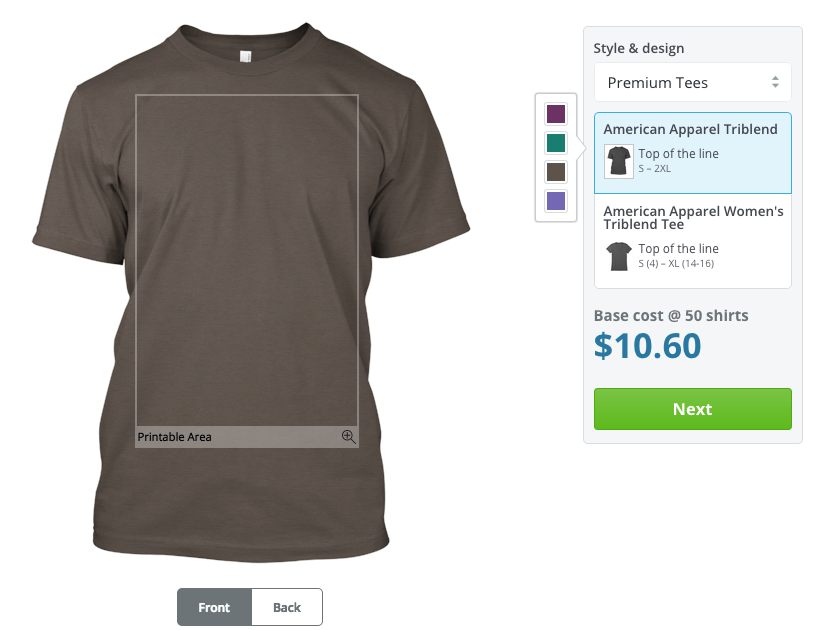 Style & design
Premium Tees
American Apparel Triblend
Top of the line
S – 2XL
American Apparel Women's
Triblend Tee
Top of the line
S (4) – XL (14-16)
Base cost @ 50 shirts
$10.60
Next
Printable Area
Front
Back